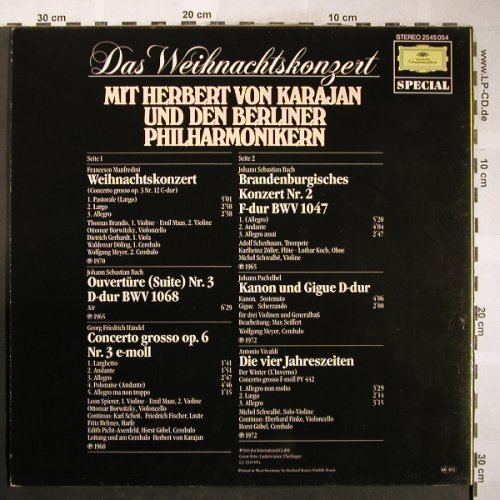 30 cm
20 cm
10 cm
Das Weihnachtskonzert
STEREO 2545 054
Deutsche Grammophon
SPECIAL
MIT HERBERT VON KARAJAN
UND DEN BERLINER
PHILHARMONIKERN
Seite 1
Francesco Manfredini
Weihnachtskonzert
(Concerto grosso op. 3 Nr. 12 C-dur)
1. Pastorale (Largo) 5'01
2. Largo 2'58
3. Allegro 2'58
Thomas Brandis, 1. Violine · Emil Maas, 2. Violine
Ottomar Borwitzky, Violoncello
Dietrich Gerhardt, 1. Viola
Waldemar Döling, 1. Cembalo
Wolfgang Meyer, 2. Cembalo
℗ 1970
Johann Sebastian Bach
Ouvertüre (Suite) Nr. 3
D-dur BWV 1068
Air 6'29
℗ 1965
Georg Friedrich Händel
Concerto grosso op. 6
Nr. 3 e-moll
1. Larghetto 1'41
2. Andante 1'51
3. Allegro 2'47
4. Polonaise (Andante) 4'46
5. Allegro ma non troppo 1'15
Leon Spierer, 1. Violine · Emil Maas, 2. Violine
Ottomar Borwitzky, Violoncello
Continuo: Karl Scheit, Friedrich Fischer, Laute
Fritz Helmes, Harfe
Edith Picht-Axenfeld, Horst Göbel, Cembalo
Leitung und am Cembalo Herbert von Karajan
℗ 1968
Seite 2
Johann Sebastian Bach
Brandenburgisches
Konzert Nr. 2
F-dur BWV 1047
1. (Allegro) 5'20
2. Andante 4'04
3. Allegro assai 2'47
Adolf Scherbaum, Trompete
Karlheinz Zöller, Flöte · Lothar Koch, Oboe
Michel Schwalbé, Violine
℗ 1965
Johann Pachelbel
Kanon und Gigue D-dur
Kanon. Sostenuto 4'06
Gigue. Scherzando 2'00
für drei Violinen und Generalbaß
Bearbeitung: Max Seiffert
Wolfgang Meyer, Cembalo
℗ 1972
Antonio Vivaldi
Die vier Jahreszeiten
Der Winter (L'inverno)
Concerto grosso f-moll PV 442
1. Allegro non molto 3'29
2. Largo 2'14
3. Allegro 3'15
Michel Schwalbé, Solo-Violine
Continuo: Eberhard Finke, Violoncello
Horst Göbel, Cembalo
℗ 1972
Printed in West-Germany by Gerhard Kaiser GmbH, Essen
www.LP-CD.de
10 cm
20 cm
30 cm